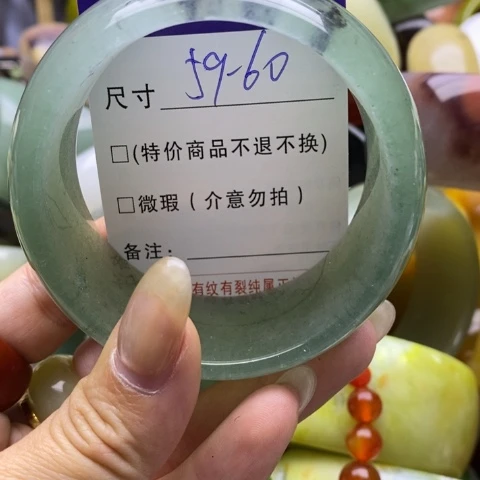 尺寸 59-60
□(特价商品不退不换)
□微瑕(介意勿拍)
备注:
有纹有裂纯属正